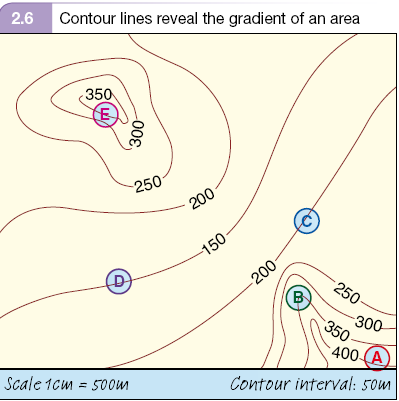 2.6 Contour lines reveal the gradient of an area
350
E
300
250
200
150
C
D
200
B
250
300
350
400
A
Scale 1cm = 500m Contour interval: 50m